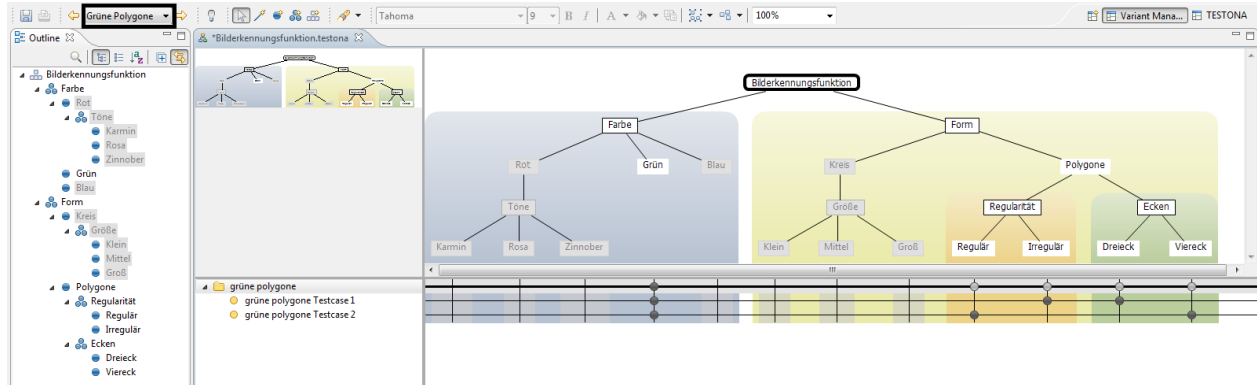 Grüne Polygone Tahoma 9 B I A 100% Variant Mana... TESTONA
Outline *Bilderkennungsfunktion.testona
Bilderkennungsfunktion
Farbe
Rot
Töne
Karmin
Rosa
Zinnober
Grün
Blau
Form
Kreis
Größe
Klein
Mittel
Groß
Polygone
Regularität
Regulär
Irregulär
Ecken
Dreieck
Viereck
Bilderkennungsfunktion
Farbe Form
Rot Grün Blau Kreis Polygone
Töne Größe Regularität Ecken
Karmin Rosa Zinnober Klein Mittel Groß Regulär Irregulär Dreieck Viereck
grüne polygone
grüne polygone Testcase 1
grüne polygone Testcase 2